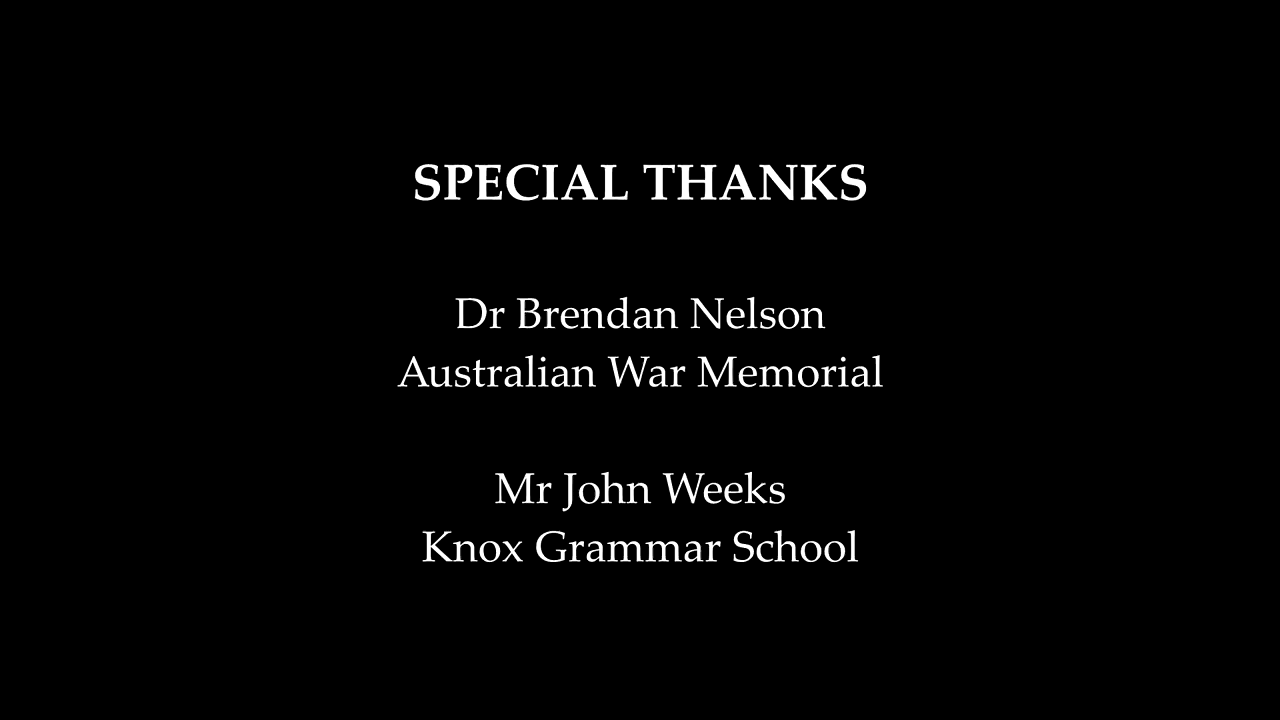 SPECIAL THANKS
Dr Brendan Nelson
Australian War Memorial
Mr John Weeks
Knox Grammar School